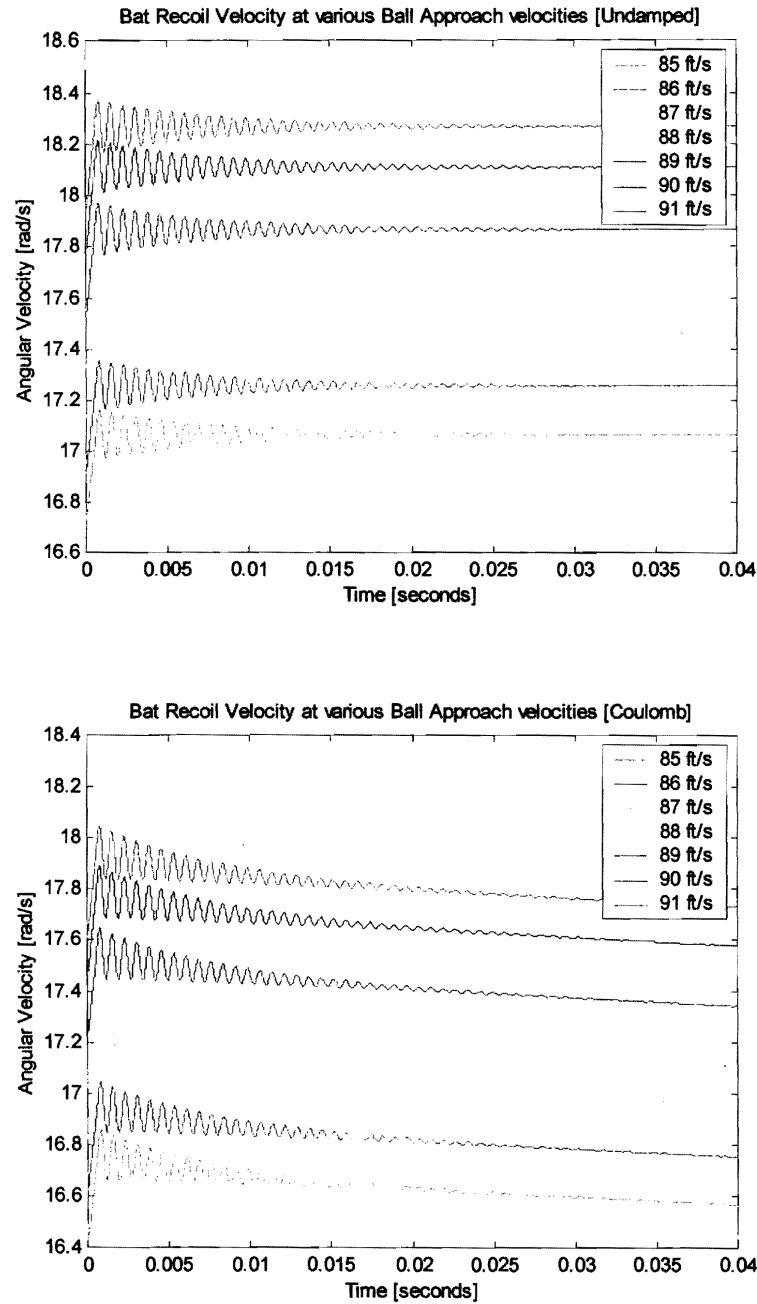 Bat Recoil Velocity at various Ball Approach velocities [Undamped]
18.6
18.4
18.2
18
17.8
17.6
17.4
17.2
17
16.8
16.6
Angular Velocity [rad/s]
85 ft/s
86 ft/s
87 ft/s
88 ft/s
89 ft/s
90 ft/s
91 ft/s
0 0.005 0.01 0.015 0.02 0.025 0.03 0.035 0.04
Time [seconds]
Bat Recoil Velocity at various Ball Approach velocities [Coulomb]
18.4
18.2
18
17.8
17.6
17.4
17.2
17
16.8
16.6
16.4
Angular Velocity [rad/s]
85 ft/s
86 ft/s
87 ft/s
88 ft/s
89 ft/s
90 ft/s
91 ft/s
0 0.005 0.01 0.015 0.02 0.025 0.03 0.035 0.04
Time [seconds]